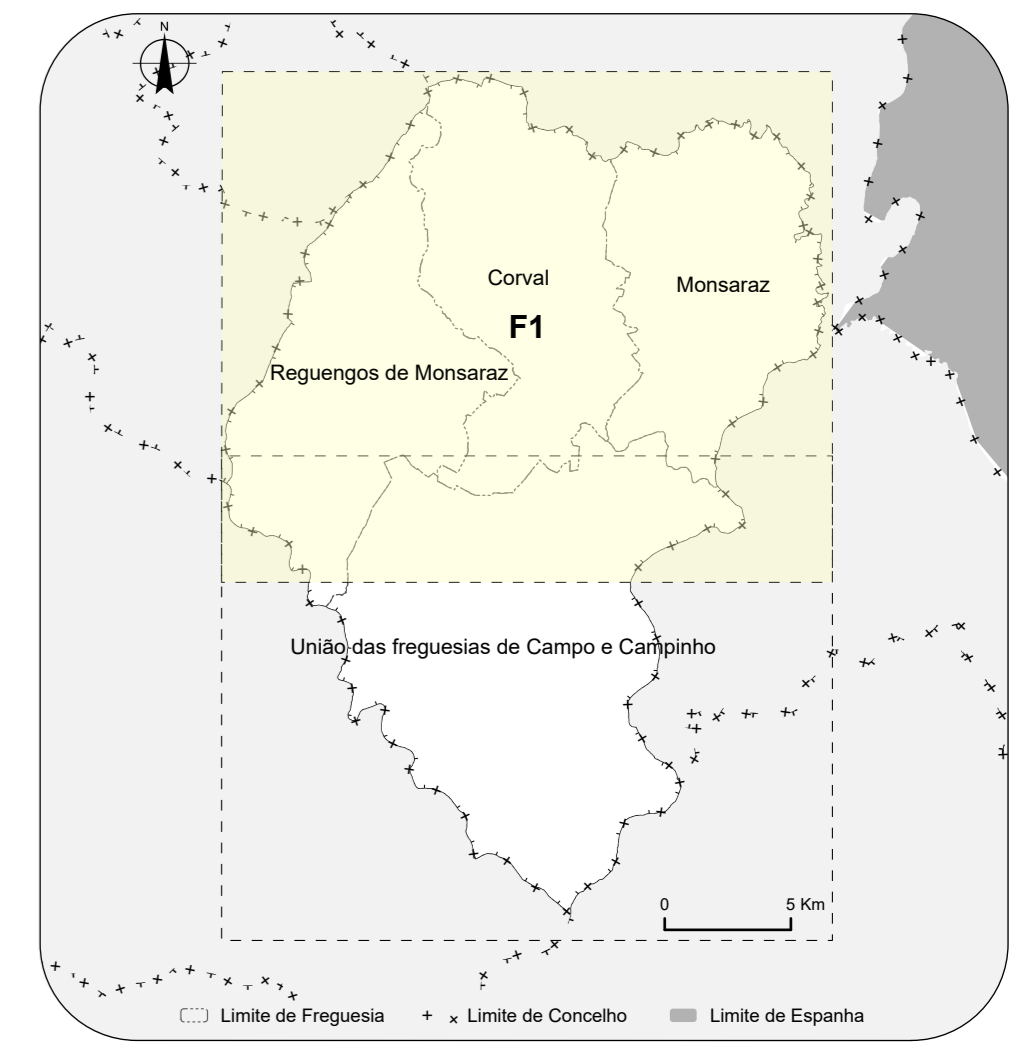 N
Corval
Monsaraz
F1
Reguengos de Monsaraz
União das freguesias de Campo e Campinho
0 5 Km
Limite de Freguesia Limite de Concelho Limite de Espanha